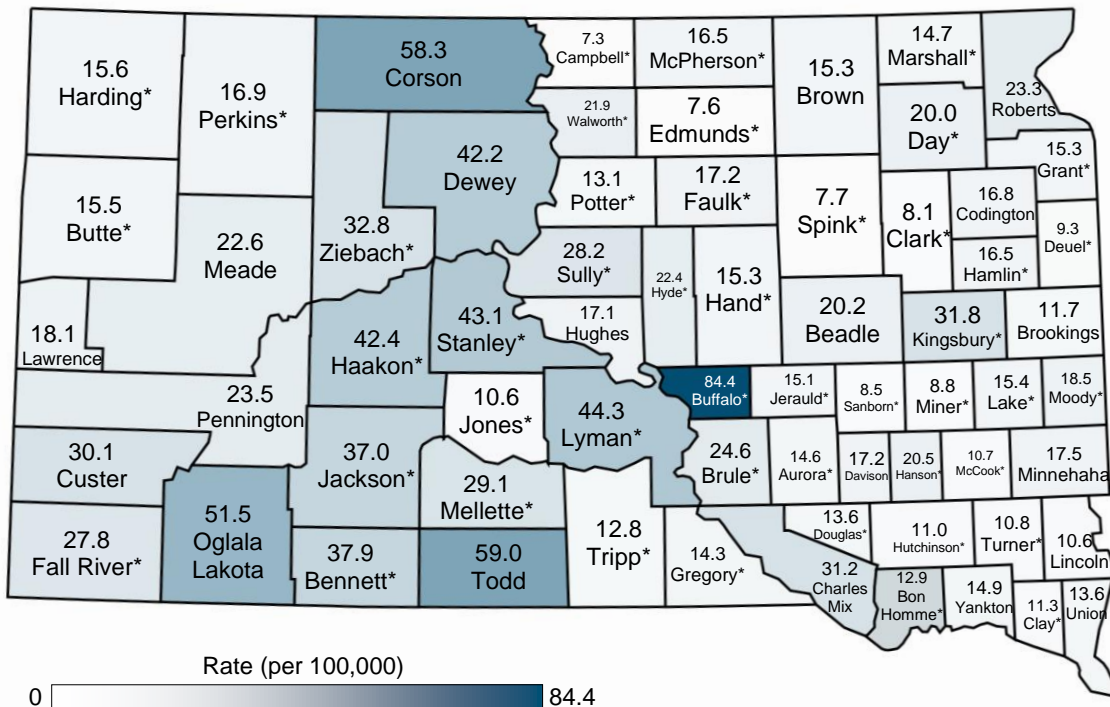 7.3
Campbell*
16.5
McPherson*
14.7
Marshall*
58.3
Corson
15.3
Brown
23.3
Roberts
15.6
Harding*
16.9
Perkins*
21.9
Walworth*
7.6
Edmunds*
20.0
Day*
42.2
Dewey
15.3
Grant*
13.1
Potter*
17.2
Faulk*
7.7
Spink*
8.1
Clark*
16.8
Codington
15.5
Butte*
22.6
Meade
32.8
Ziebach*
28.2
Sully*
22.4
Hyde*
15.3
Hand*
16.5
Hamlin*
9.3
Deuel*
18.1
Lawrence
42.4
Haakon*
43.1
Stanley*
17.1
Hughes
20.2
Beadle
31.8
Kingsbury*
11.7
Brookings
23.5
Pennington
10.6
Jones*
44.3
Lyman*
84.4
Buffalo*
15.1
Jerauld*
8.5
Sanborn*
8.8
Miner*
15.4
Lake*
18.5
Moody*
30.1
Custer
37.0
Jackson*
24.6
Brule*
14.6
Aurora*
17.2
Davison
20.5
Hanson*
10.7
McCook*
17.5
Minnehaha
27.8
Fall River*
51.5
Oglala
Lakota
37.9
Bennett*
29.1
Mellette*
59.0
Todd
12.8
Tripp*
14.3
Gregory*
13.6
Douglas*
11.0
Hutchinson*
10.8
Turner*
10.6
Lincoln
31.2
Charles
Mix
12.9
Bon
Homme*
14.9
Yankton
11.3
Clay*
13.6
Union
Rate (per 100,000)
0 84.4